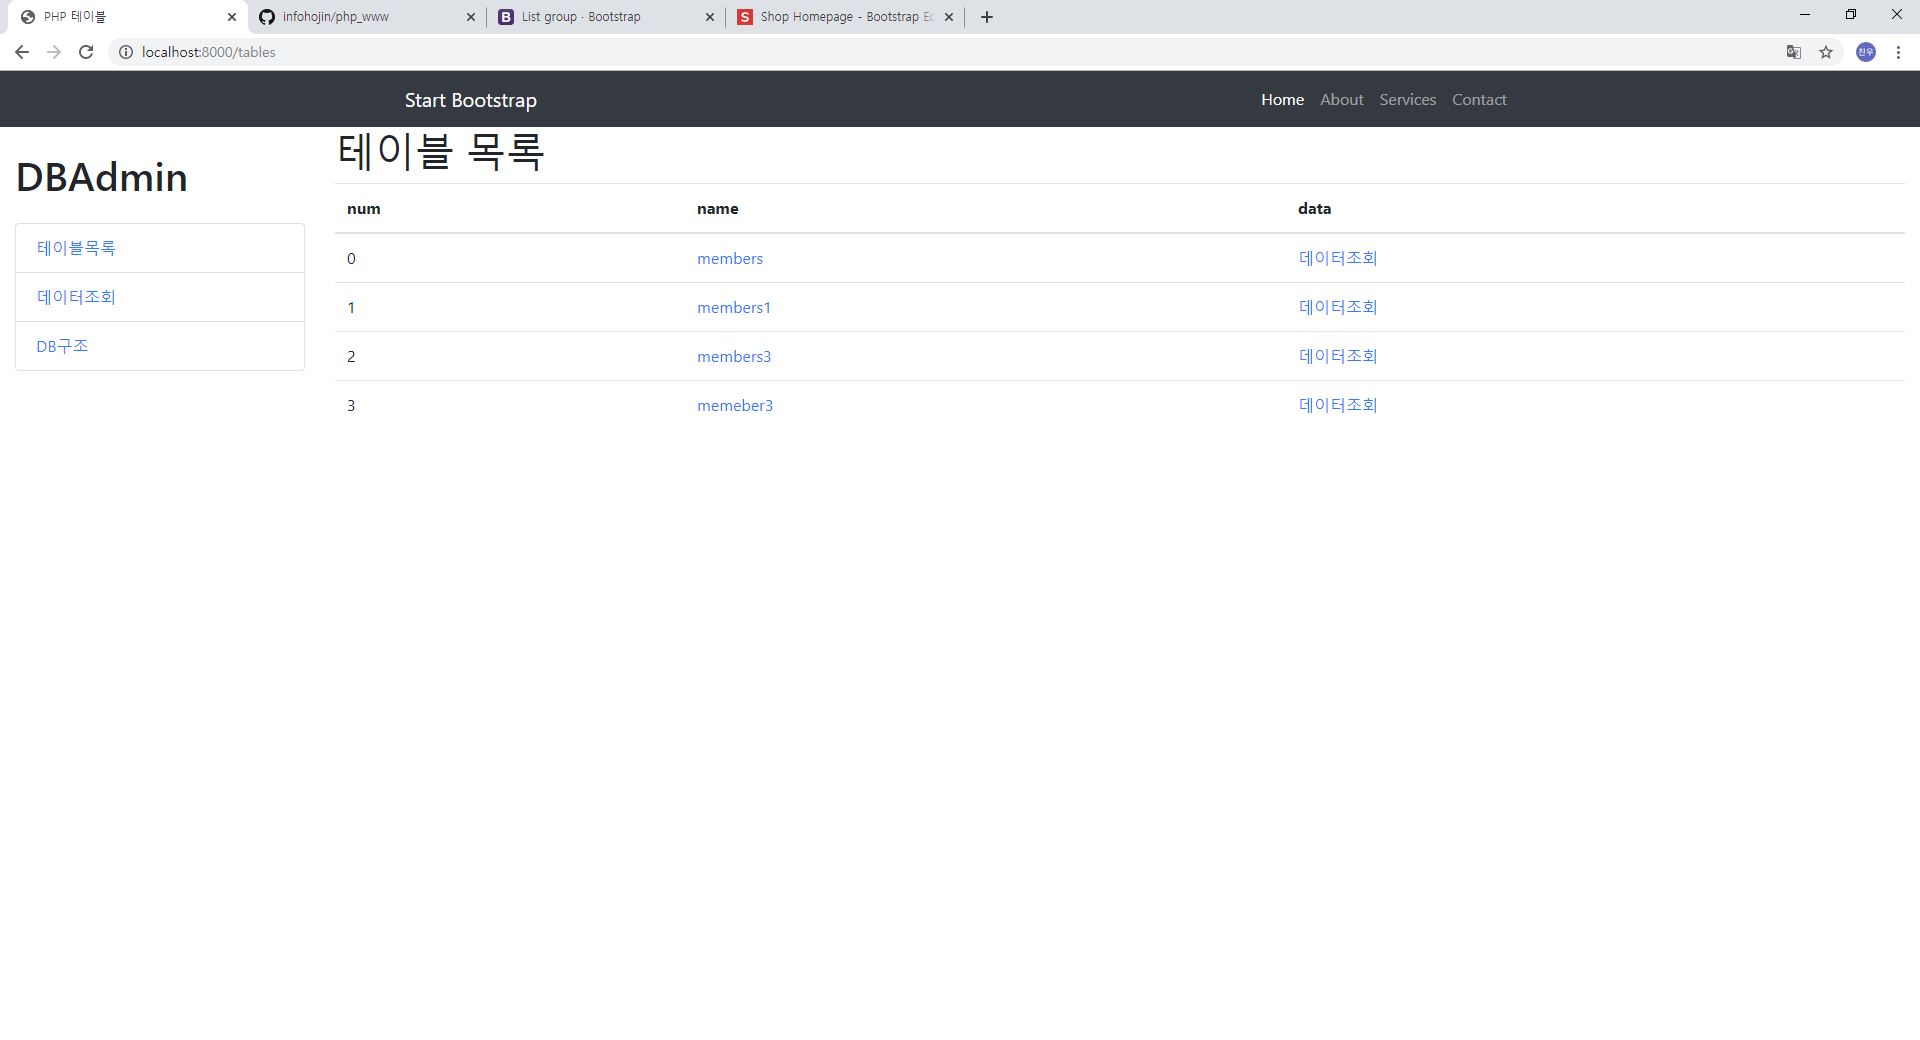 PHP 테이블
infohojin/php_www
List group · Bootstrap
Shop Homepage - Bootstrap
localhost:8000/tables
찬우
Start Bootstrap
Home About Services Contact
DBAdmin
테이블목록
데이터조회
DB구조
테이블 목록
num name data
0 members 데이터조회
1 members1 데이터조회
2 members3 데이터조회
3 memeber3 데이터조회